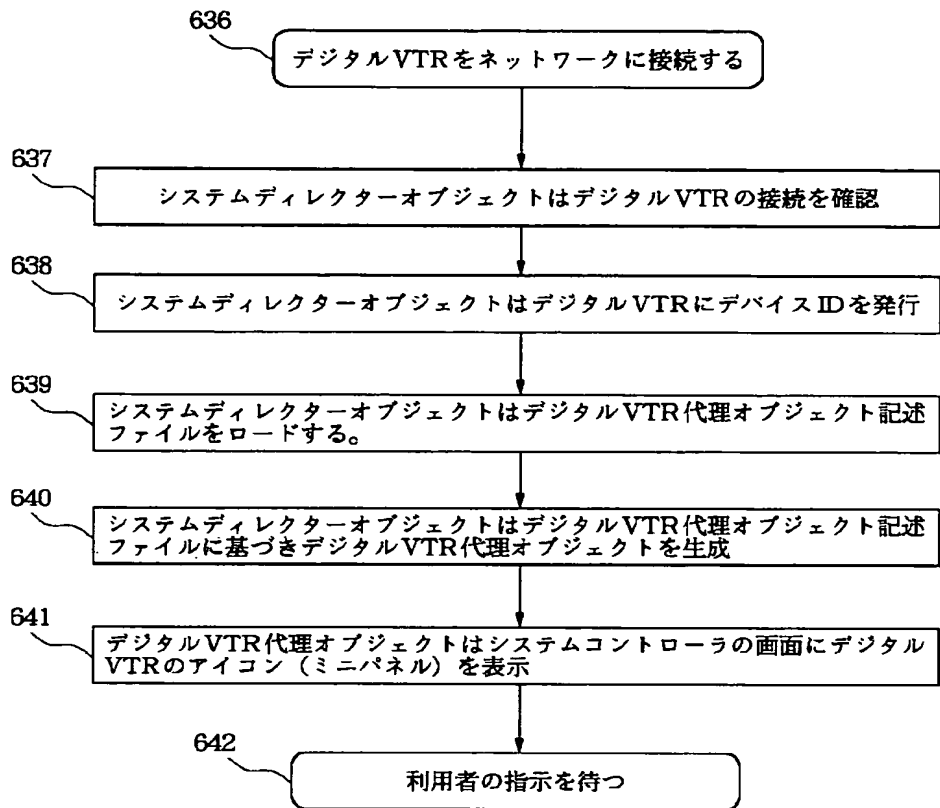 636
デジタルVTRをネットワークに接続する
637
システムディレクターオブジェクトはデジタルVTRの接続を確認
638
システムディレクターオブジェクトはデジタルVTRにデバイスIDを発行
639
システムディレクターオブジェクトはデジタルVTR代理オブジェクト記述
ファイルをロードする。
640
システムディレクターオブジェクトはデジタルVTR代理オブジェクト記述
ファイルに基づきデジタルVTR代理オブジェクトを生成
641
デジタルVTR代理オブジェクトはシステムコントローラの画面にデジタル
VTRのアイコン（ミニパネル）を表示
642
利用者の指示を待つ